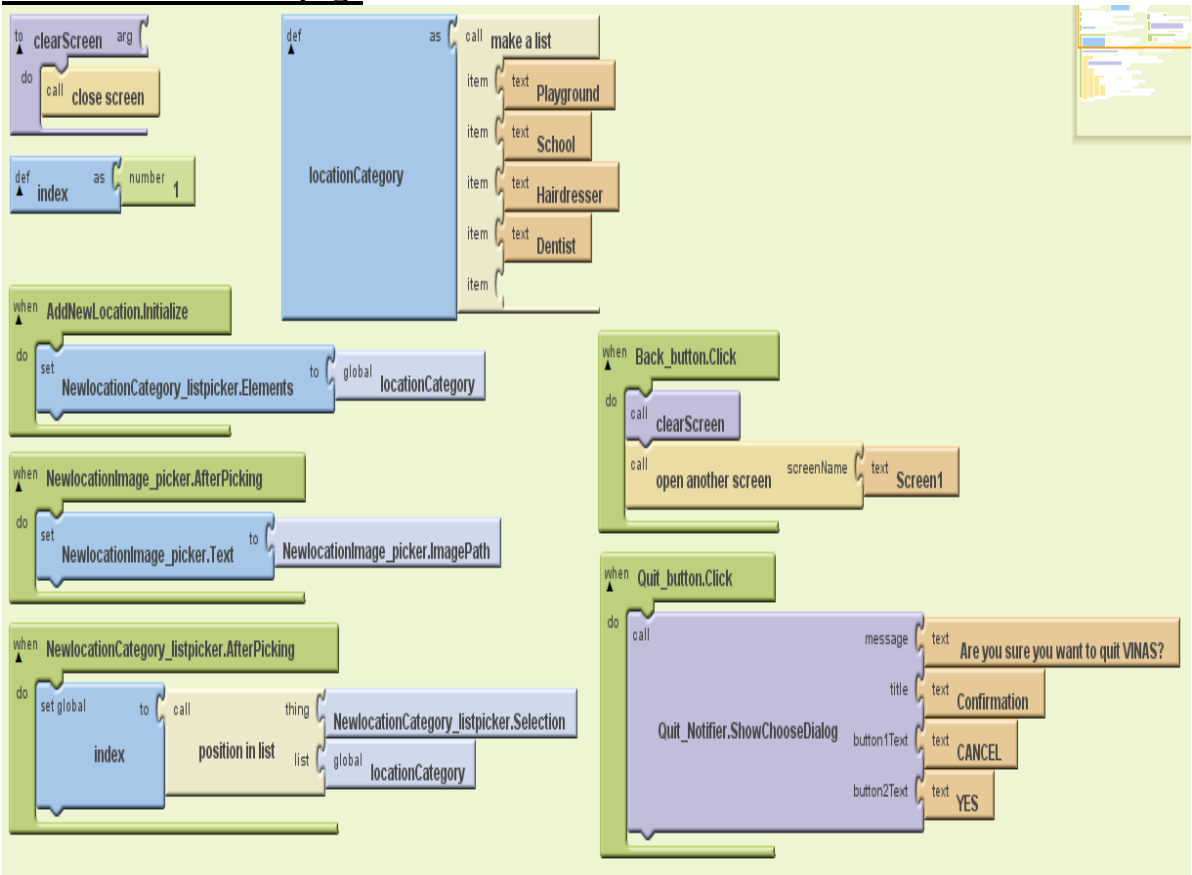 to clearScreen arg
do
call close screen
def index as number 1
def locationCategory as call make a list
item text Playground
item text School
item text Hairdresser
item text Dentist
item
when AddNewLocation.Initialize
do set NewlocationCategory_listpicker.Elements to global locationCategory
when NewlocationImage_picker.AfterPicking
do set NewlocationImage_picker.Text to NewlocationImage_picker.ImagePath
when NewlocationCategory_listpicker.AfterPicking
do set global index to call position in list thing NewlocationCategory_listpicker.Selection
list global locationCategory
when Back_button.Click
do call clearScreen
call open another screen screenName text Screen1
when Quit_button.Click
do call Quit_Notifier.ShowChooseDialog message text Are you sure you want to quit VINAS?
title text Confirmation
button1Text text CANCEL
button2Text text YES